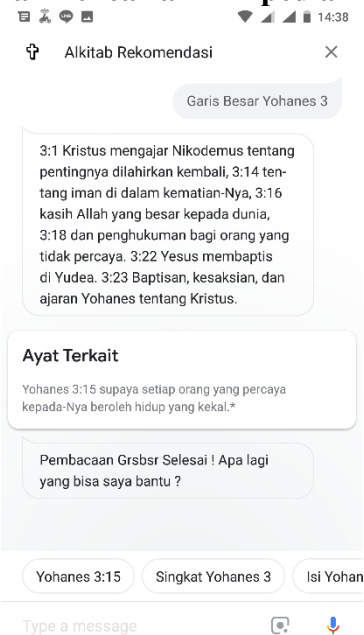 14:38
Alkitab Rekomendasi
Garis Besar Yohanes 3
3:1 Kristus mengajar Nikodemus tentang
pentingnya dilahirkan kembali, 3:14 ten-
tang iman di dalam kematian-Nya, 3:16
kasih Allah yang besar kepada dunia,
3:18 dan penghukuman bagi orang yang
tidak percaya. 3:22 Yesus membaptis
di Yudea. 3:23 Baptisan, kesaksian, dan
ajaran Yohanes tentang Kristus.
Ayat Terkait
Yohanes 3:15 supaya setiap orang yang percaya
kepada-Nya beroleh hidup yang kekal.*
Pembacaan Grsbsr Selesai ! Apa lagi
yang bisa saya bantu ?
Yohanes 3:15
Singkat Yohanes 3
Isi Yohan
Type a message